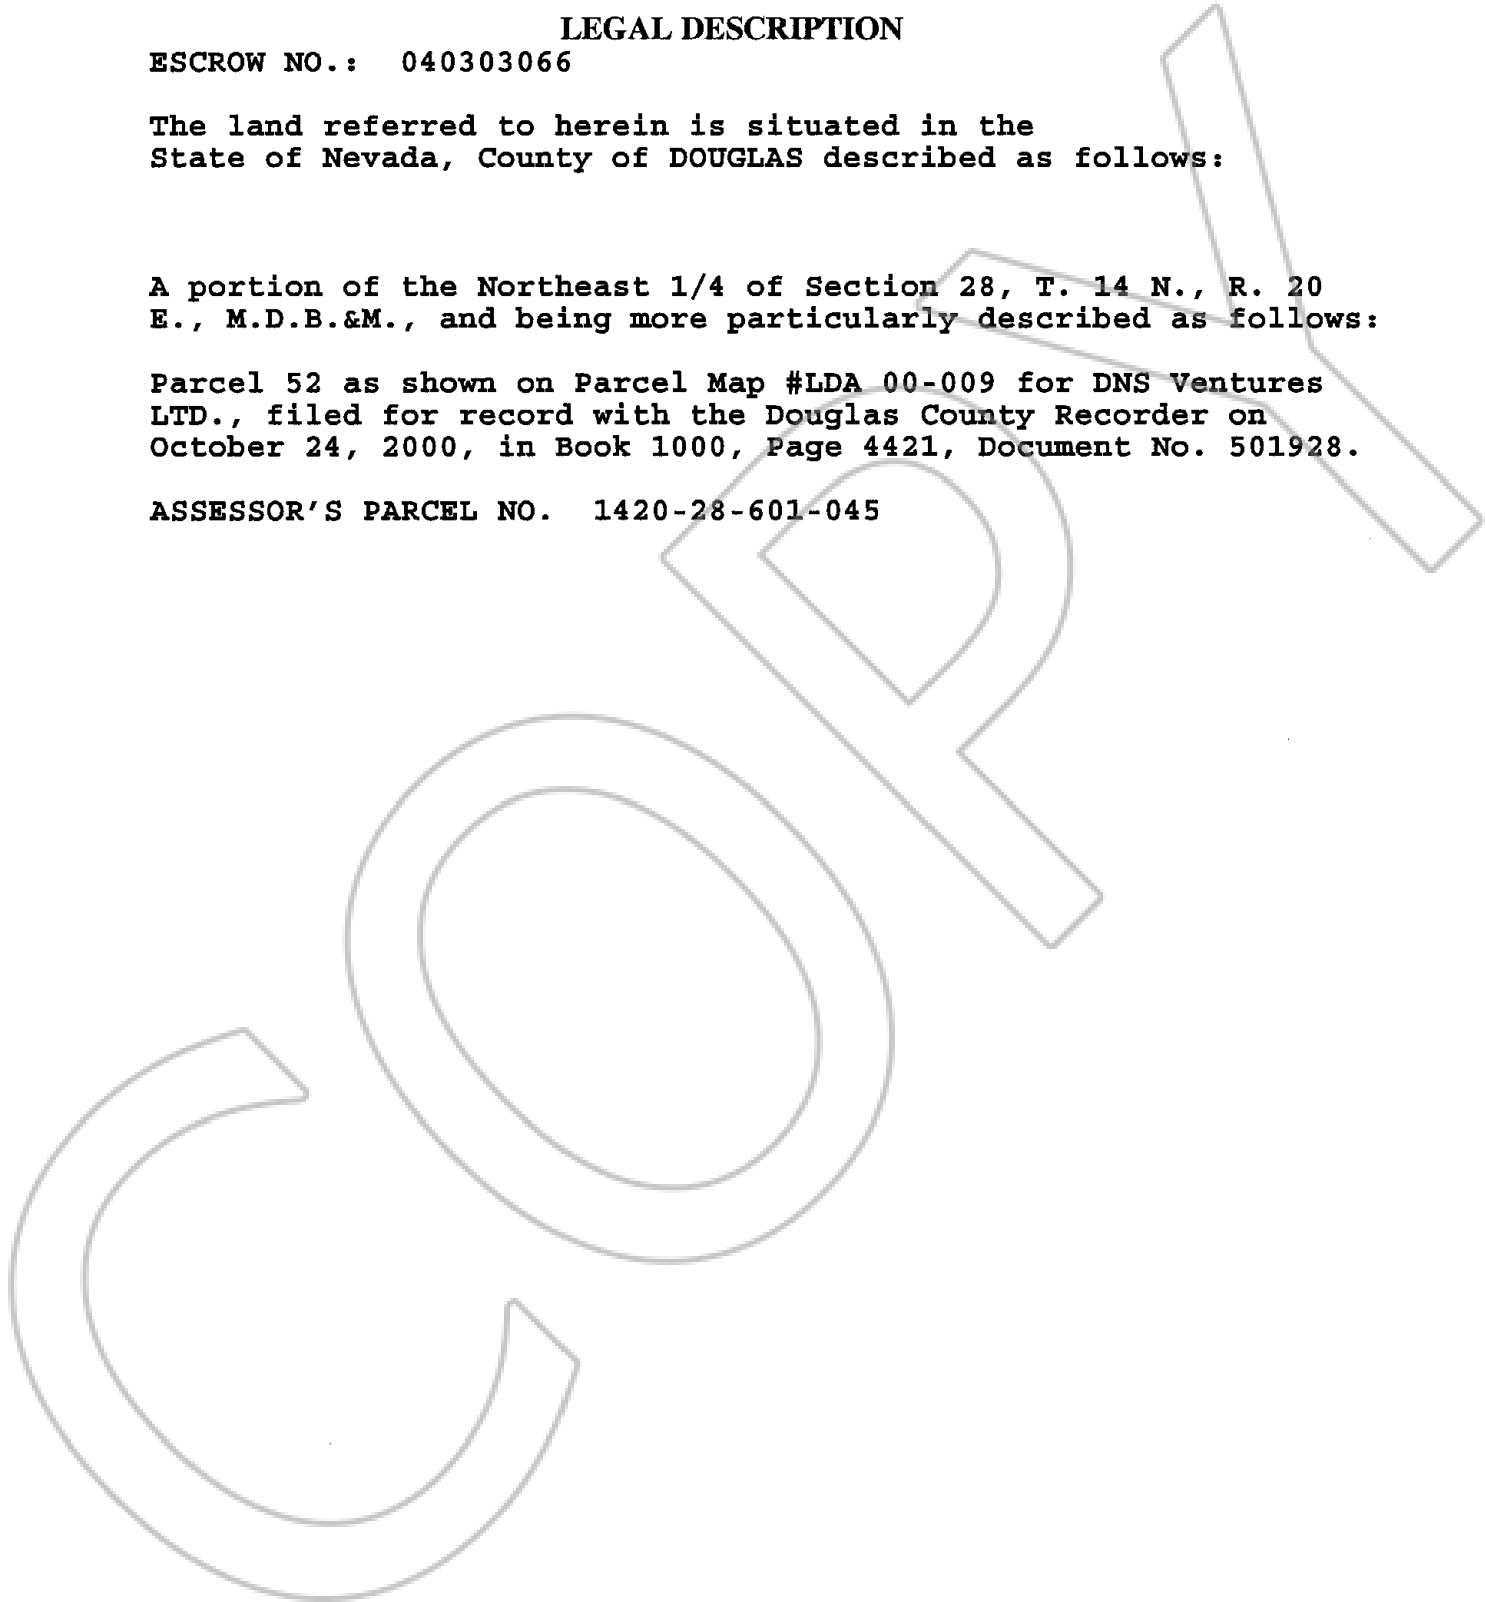 LEGAL DESCRIPTION
ESCROW NO.: 040303066
The land referred to herein is situated in the
State of Nevada, County of DOUGLAS described as follows:
A portion of the Northeast 1/4 of Section 28, T. 14 N., R. 20
E., M.D.B.&M., and being more particularly described as follows:
Parcel 52 as shown on Parcel Map #LDA 00-009 for DNS Ventures
LTD., filed for record with the Douglas County Recorder on
October 24, 2000, in Book 1000, Page 4421, Document No. 501928.
ASSESSOR'S PARCEL NO. 1420-28-601-045
COPY